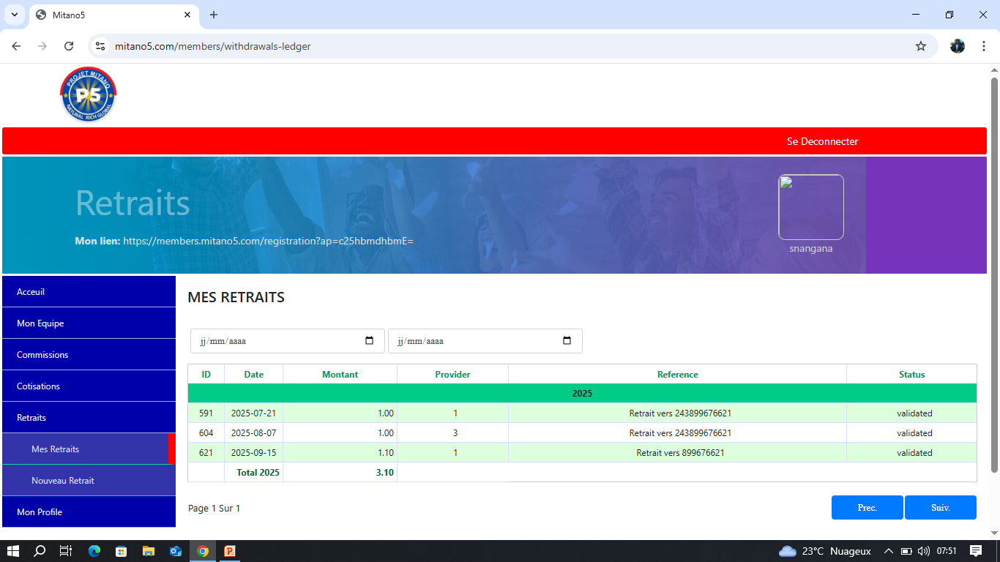 Mitano5
mitano5.com/members/withdrawals-ledger
PROJET MITANO
P5
NATURAL RICH GLOBAL
Se Deconnecter
Retraits
Mon lien: https://members.mitano5.com/registration?ap=c25hbmdhbmE=
snangana
Acceuil
Mon Equipe
Commissions
Cotisations
Retraits
Mes Retraits
Nouveau Retrait
Mon Profile
MES RETRAITS
jj/mm/aaaa jj/mm/aaaa
ID Date Montant Provider Reference Status
2025
591 2025-07-21 1.00 1 Retrait vers 243899676621 validated
604 2025-08-07 1.00 3 Retrait vers 243899676621 validated
621 2025-09-15 1.10 1 Retrait vers 899676621 validated
Total 2025 3.10
Page 1 Sur 1 Prec. Suiv.
23°C Nuageux 07:51